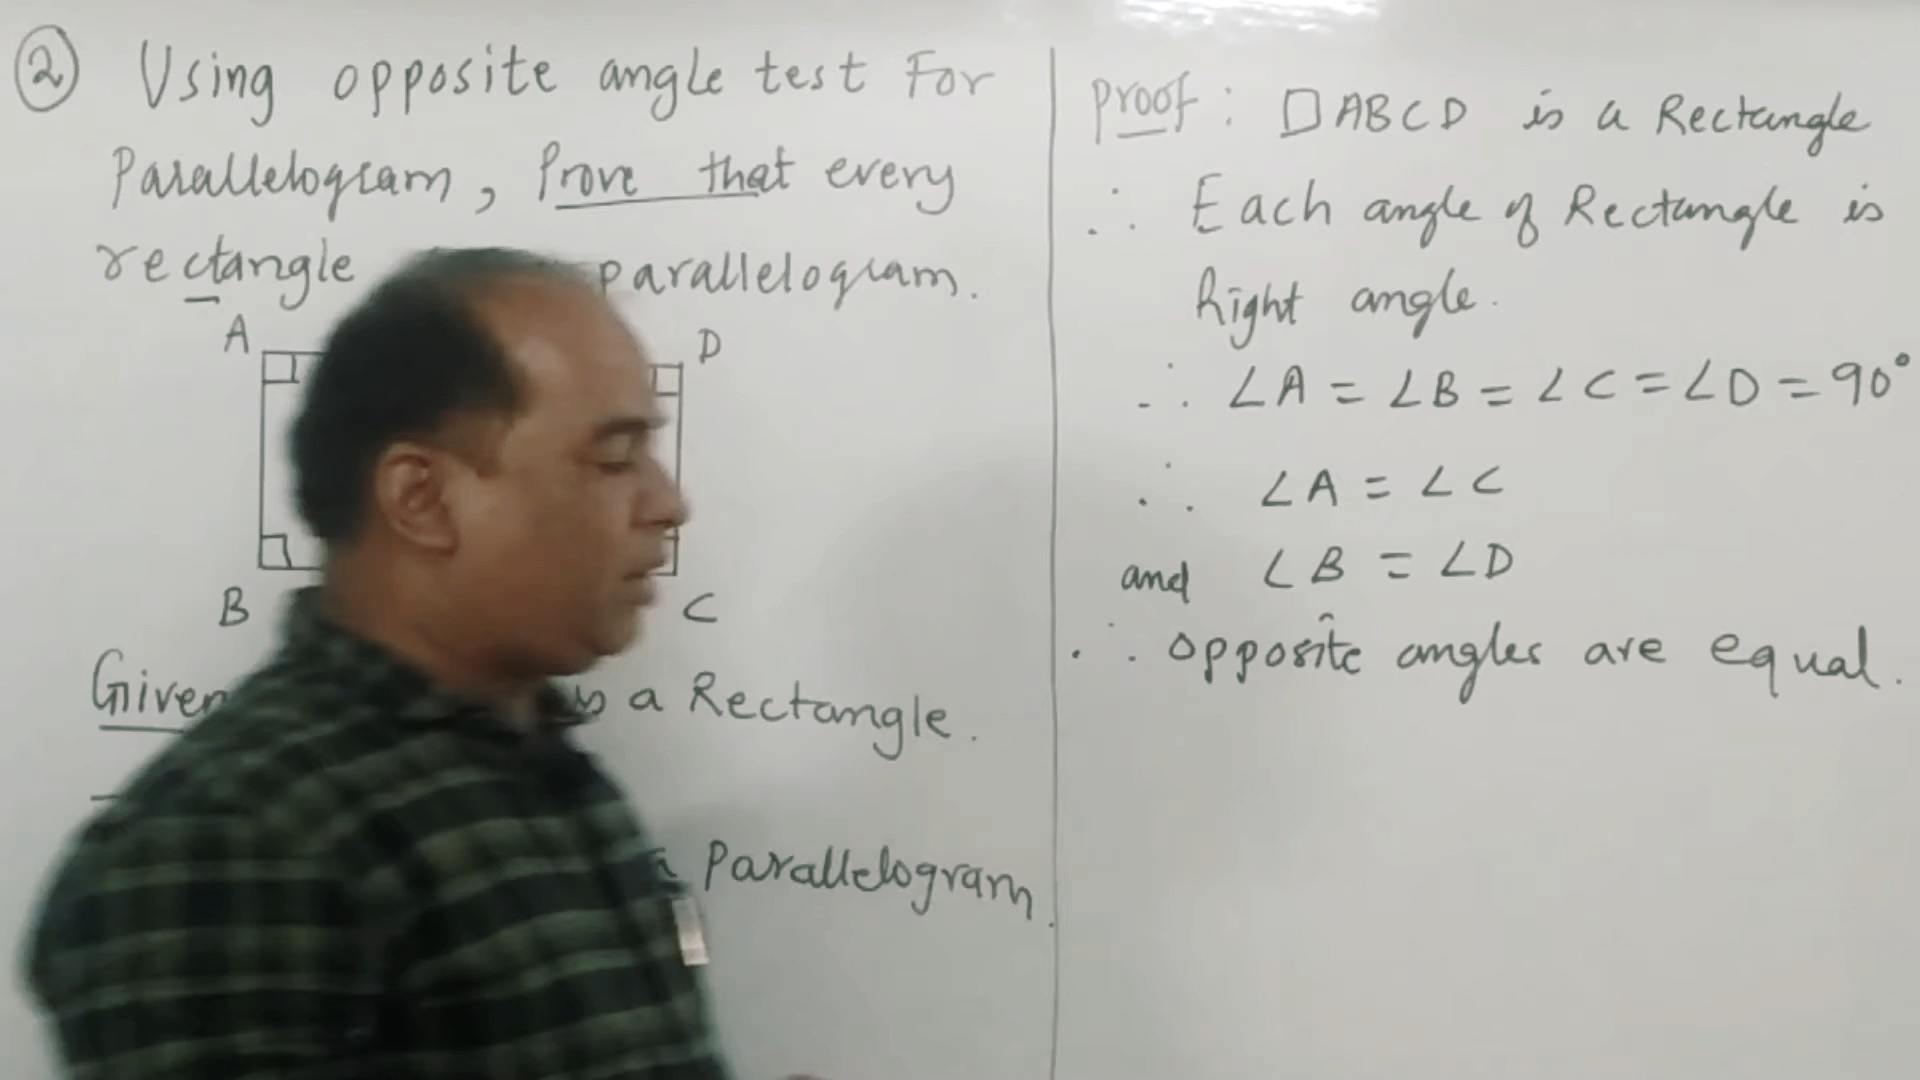 ② Using opposite angle test For
Parallelogram, Prove that every
rectangle parallelogram.
A D
B C
Given is a Rectangle.
a Parallelogram.
Proof : □ABCD is a Rectangle
∴ Each angle of Rectangle is
Right angle.
∴ ∠A = ∠B = ∠C = ∠D = 90°
∴ ∠A = ∠C
and ∠B = ∠D
∴ opposite angles are equal.